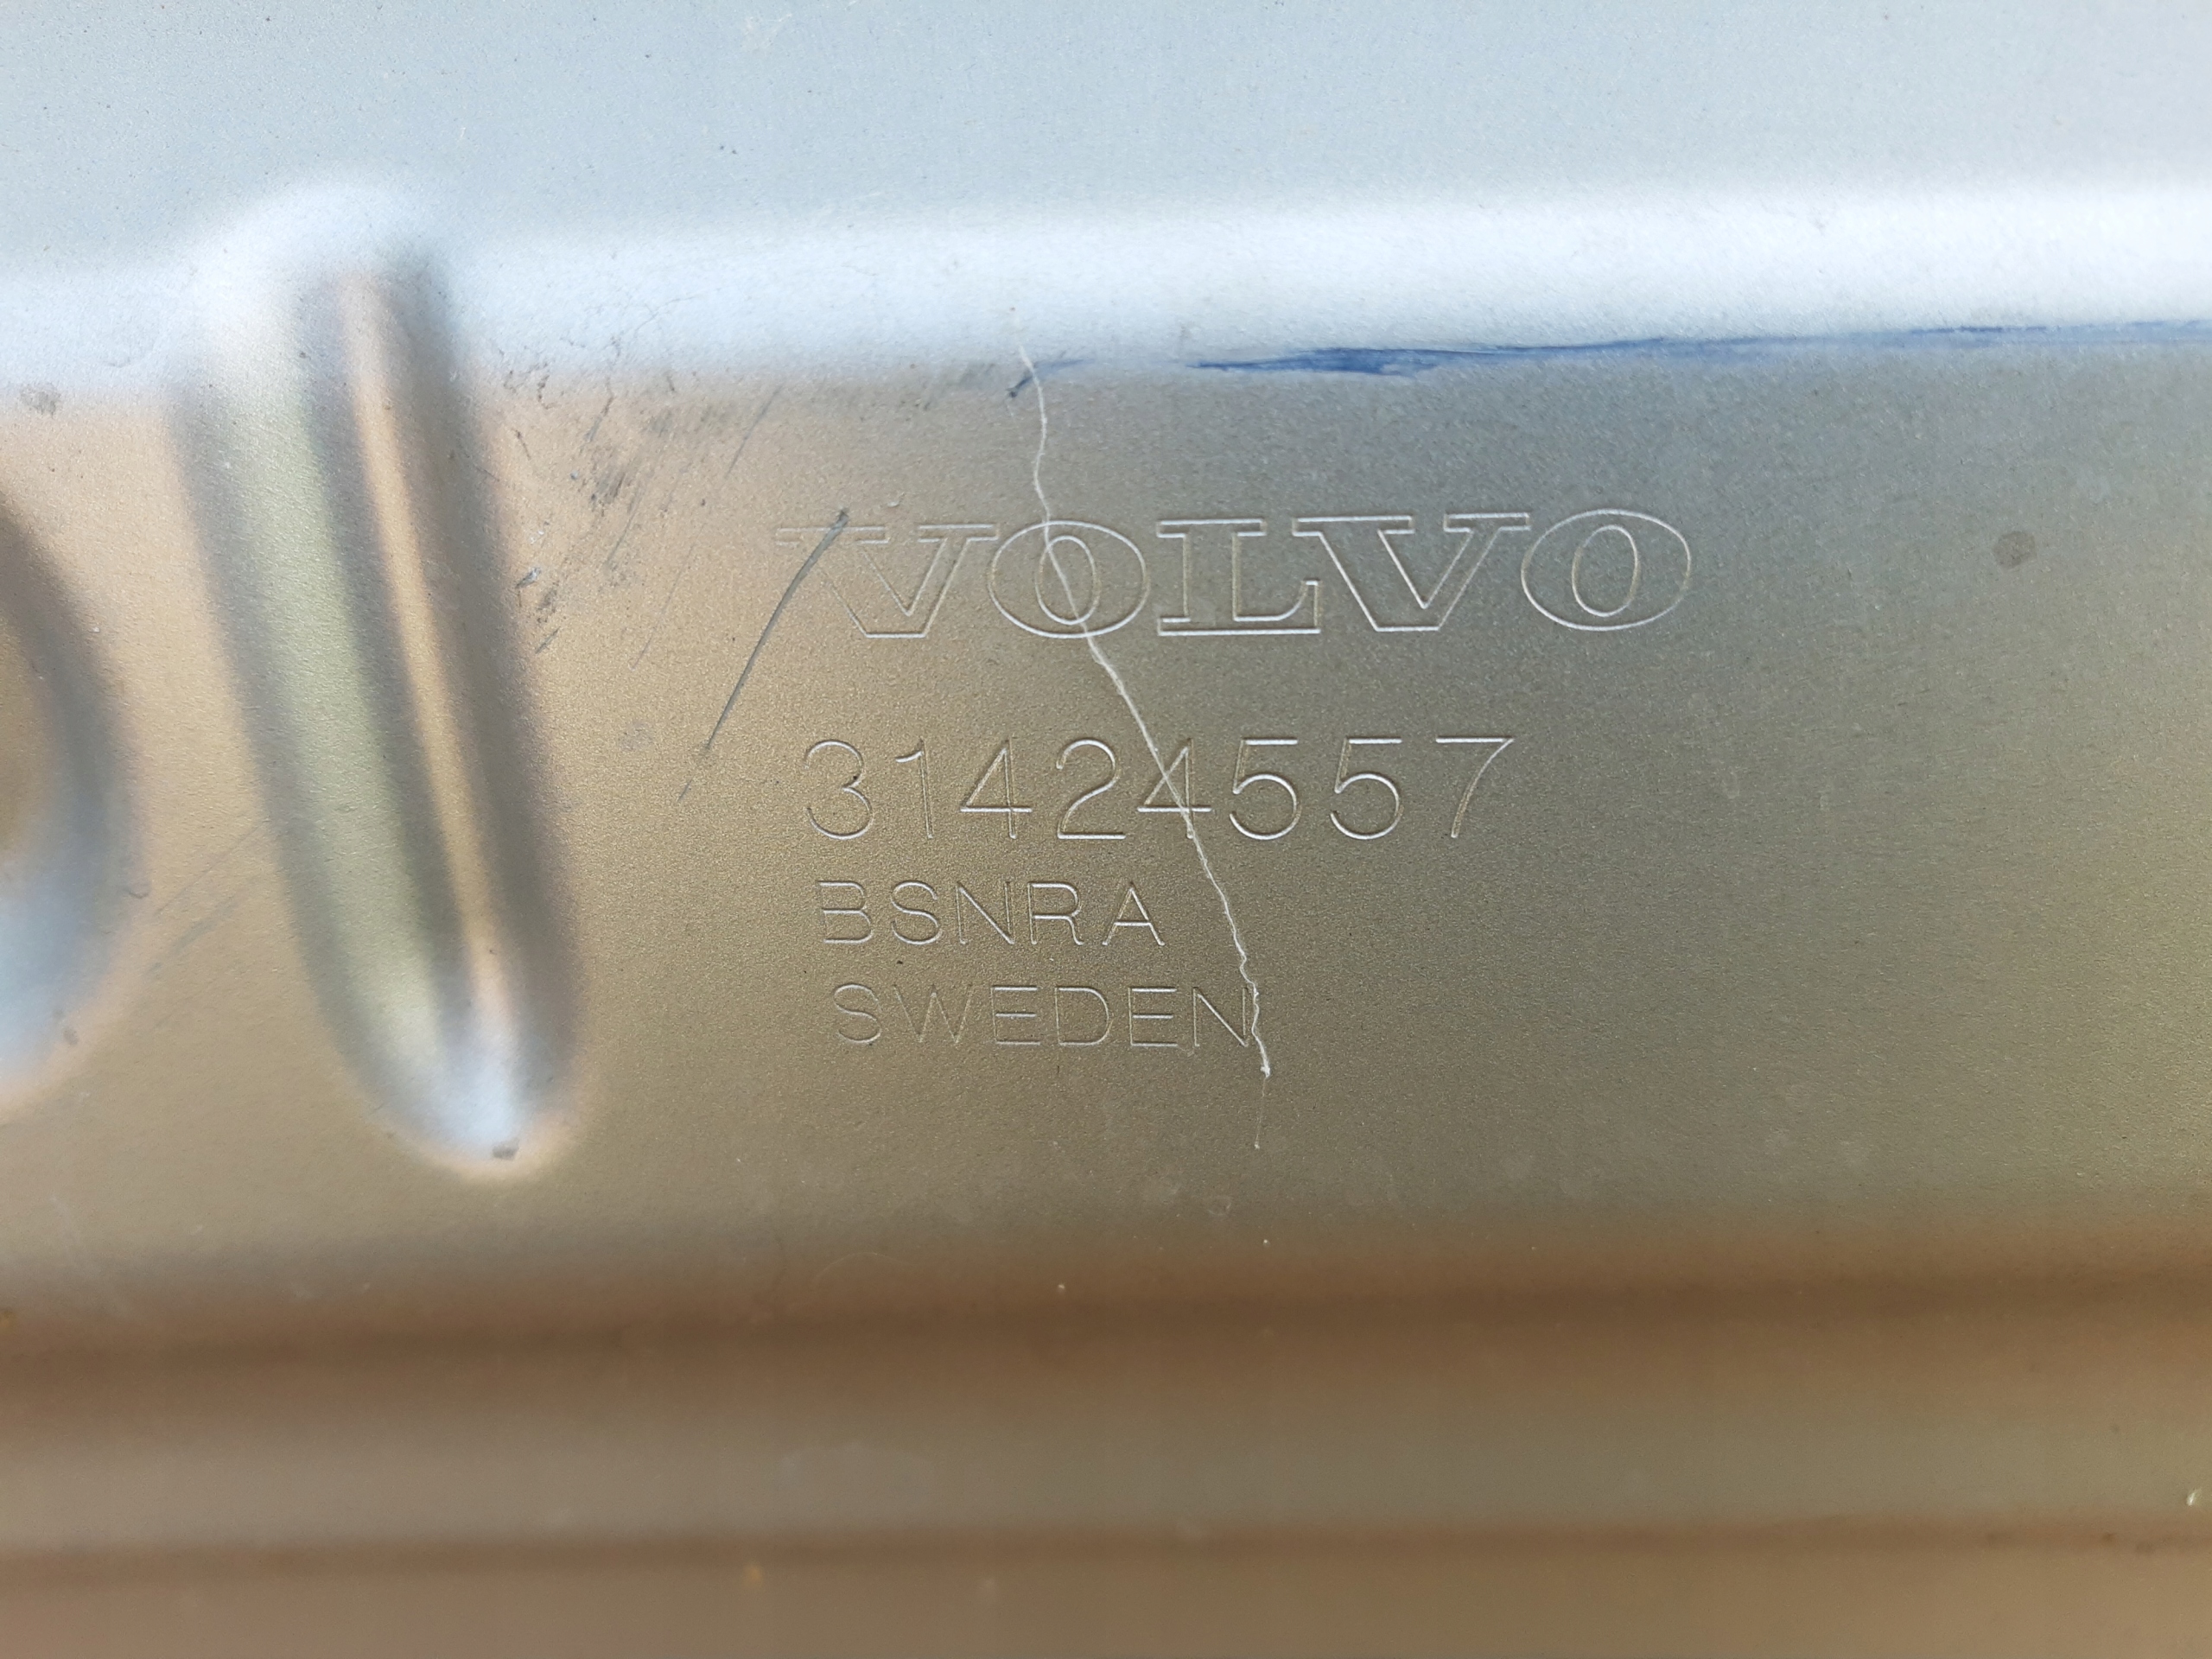 VOLVO
31424557
BSNRA
SWEDEN